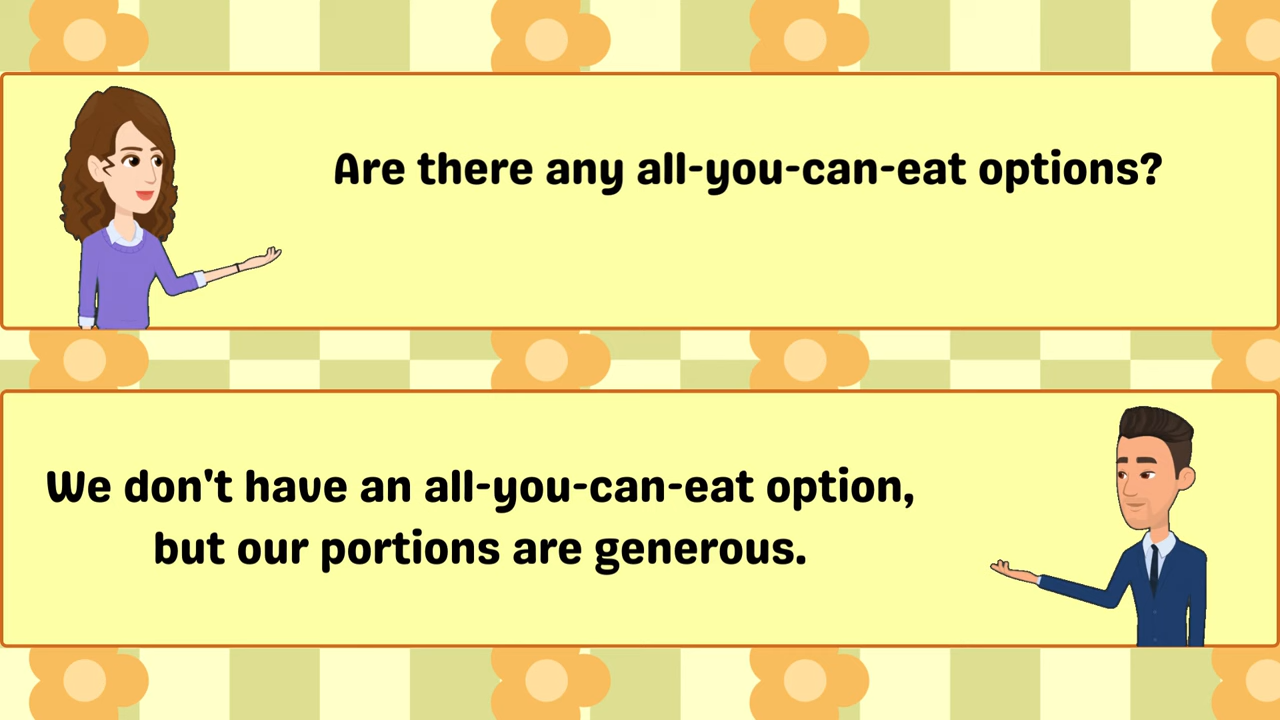 Are there any all-you-can-eat options?
We don't have an all-you-can-eat option,
but our portions are generous.